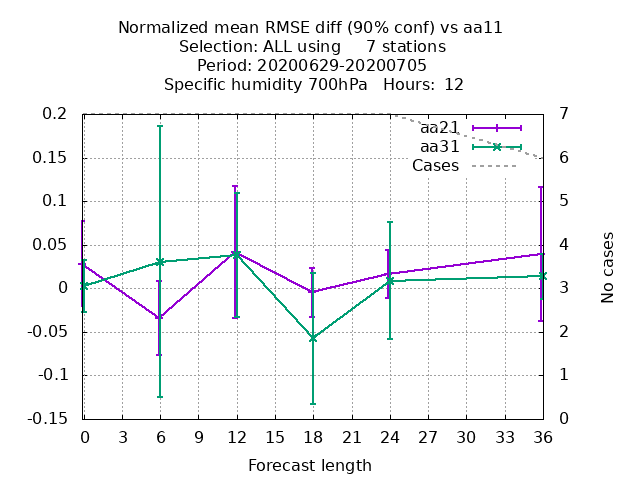 Normalized mean RMSE diff (90% conf) vs aa11
Selection: ALL using     7 stations
Period: 20200629-20200705
Specific humidity 700hPa   Hours:  12
0.2
0.15
0.1
0.05
0
-0.05
-0.1
-0.15
7
6
5
4
3
2
1
0
aa21
aa31
Cases
No cases
0 3 6 9 12 15 18 21 24 27 30 33 36
Forecast length